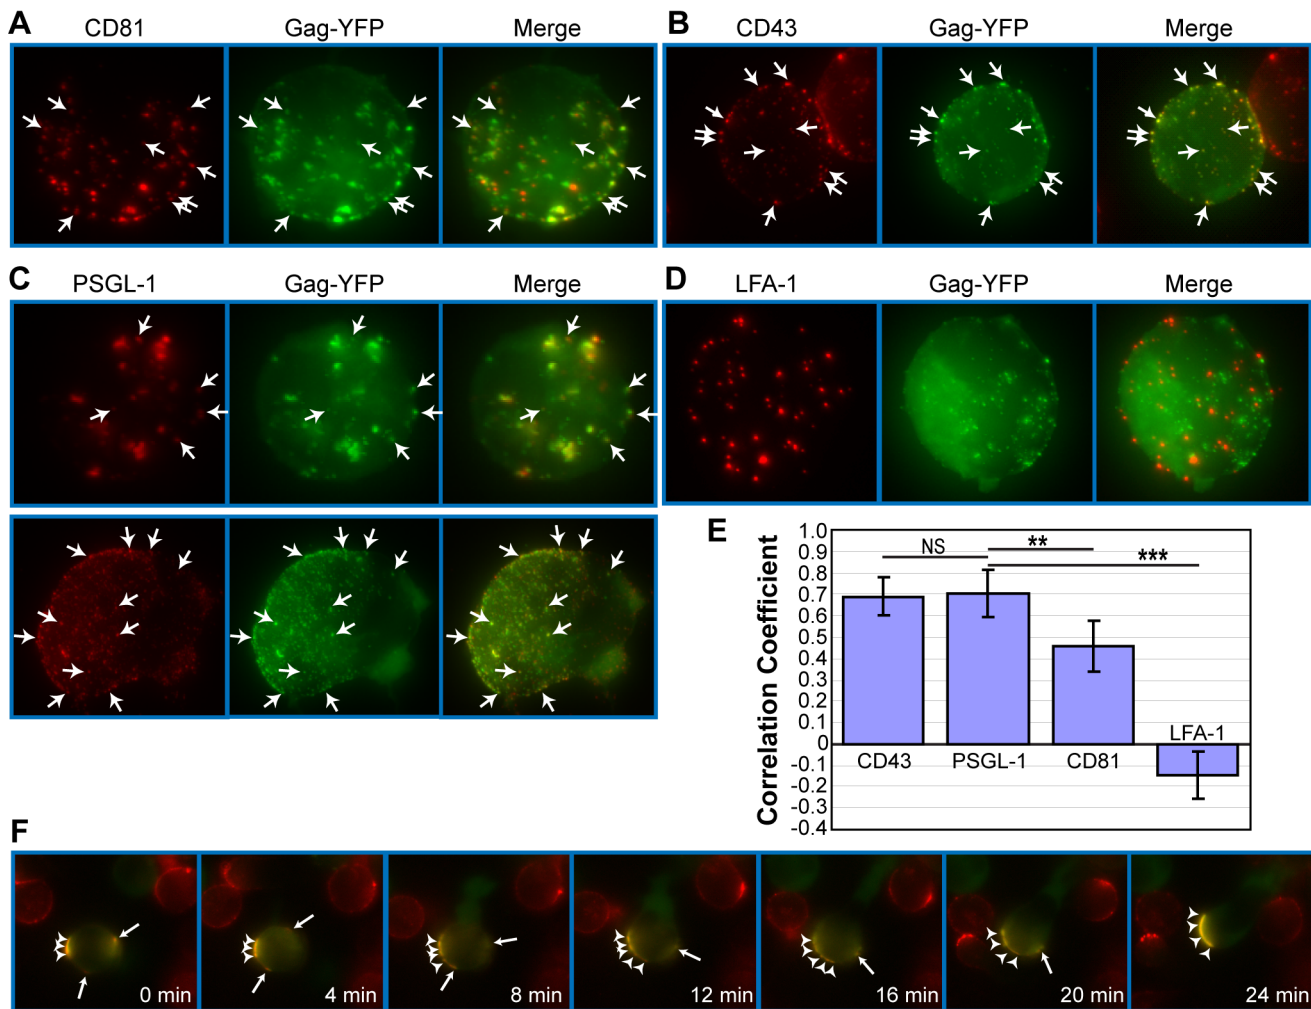 A
CD81 Gag-YFP Merge
B
CD43 Gag-YFP Merge
C
PSGL-1 Gag-YFP Merge
D
LFA-1 Gag-YFP Merge
E
Correlation Coefficient
1.0
0.9
0.8
0.7
0.6
0.5
0.4
0.3
0.2
0.1
0
-0.1
-0.2
-0.3
-0.4
NS
**
***
CD43 PSGL-1 CD81 LFA-1
F
0 min 4 min 8 min 12 min 16 min 20 min 24 min